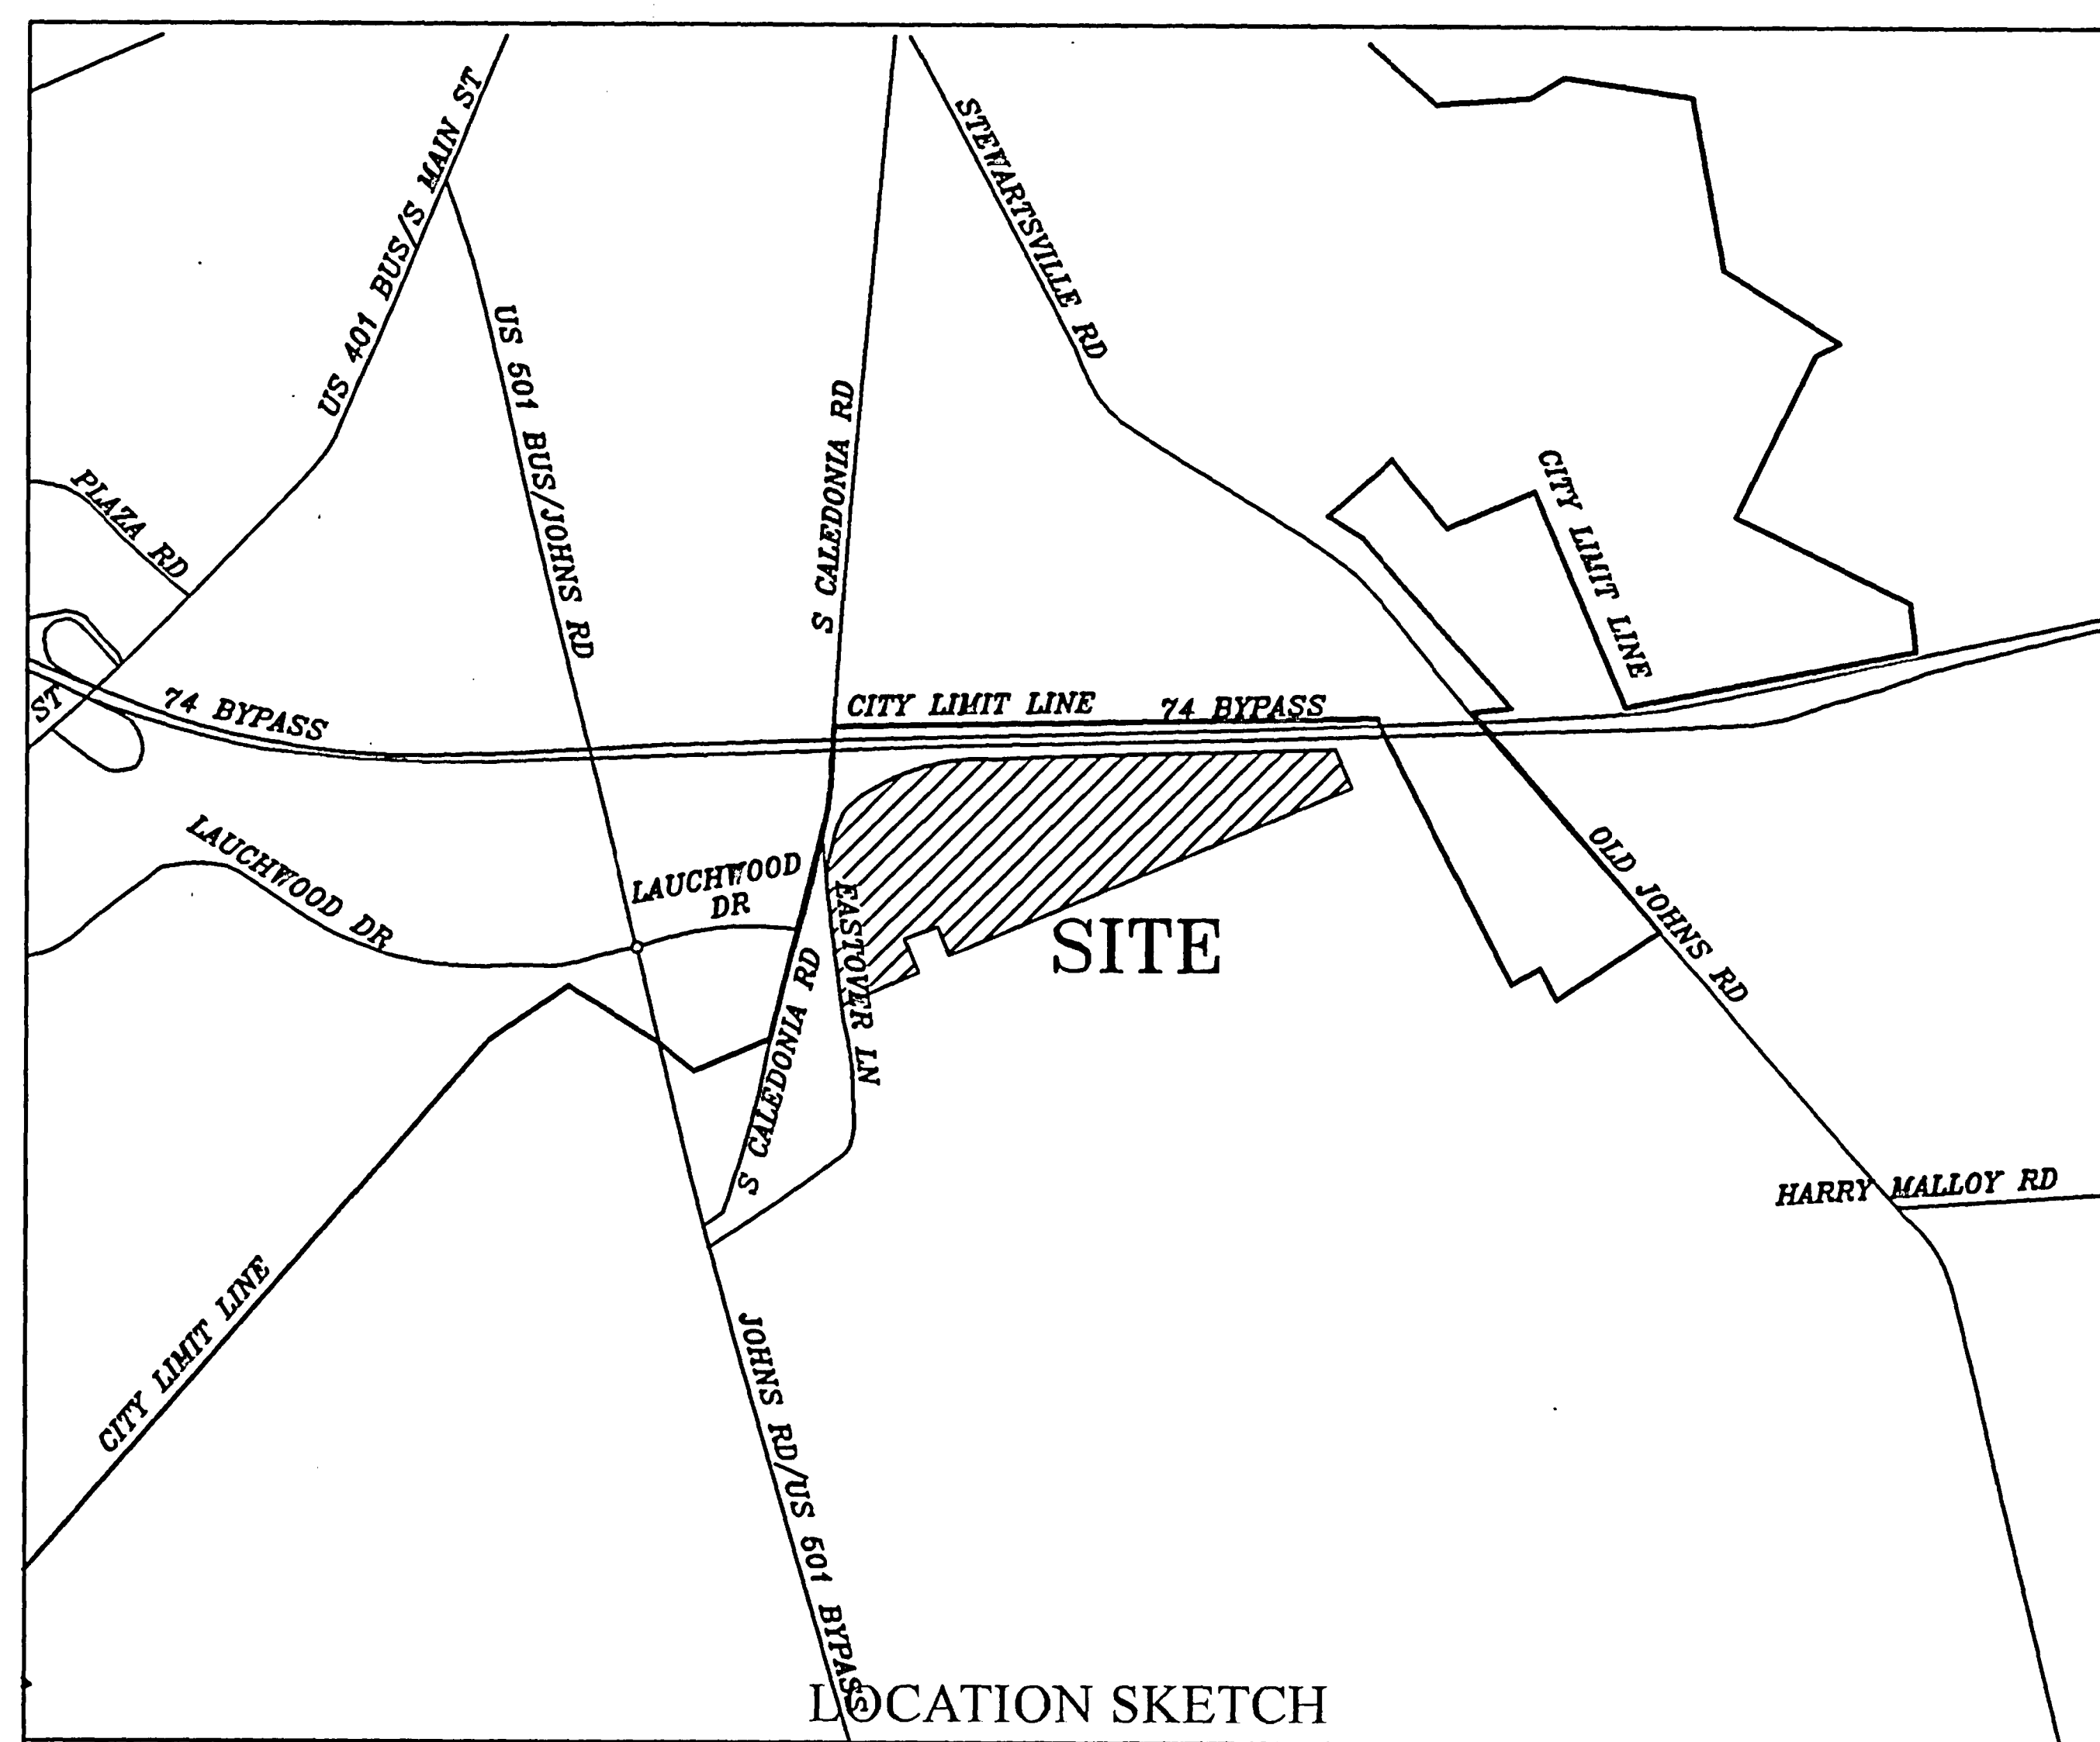 US 401 BUS/S MAIN ST
STEWARTSVILLE RD
US 501 BUS/JOHNS RD
S CALEDONIA RD
PLAZA RD
CITY LIMIT LINE
ST
74 BYPASS
CITY LIMIT LINE
74 BYPASS
LAUCHWOOD DR
LAUCHWOOD
DR
EASTOVER LN
SITE
OLD JOHNS RD
S CALEDONIA RD
HARRY MALLOY RD
CITY LIMIT LINE
JOHNS RD/US 501 BYPASS
LOCATION SKETCH